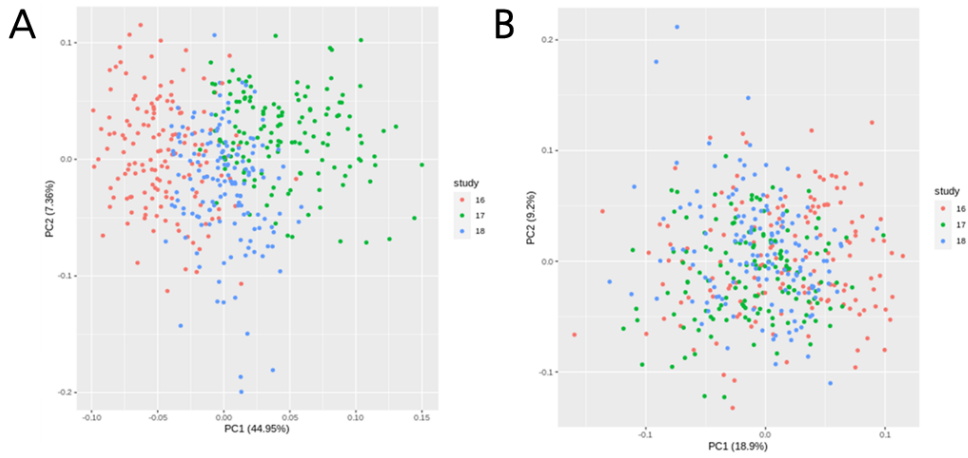 A
0.1
0.0
-0.1
-0.2
-0.10
-0.05
0.00
0.05
0.10
0.15
PC1 (44.95%)
PC2 (7.36%)
study
16
17
18
B
0.2
0.1
0.0
-0.1
-0.1
0.0
0.1
PC1 (18.9%)
PC2 (9.2%)
study
16
17
18